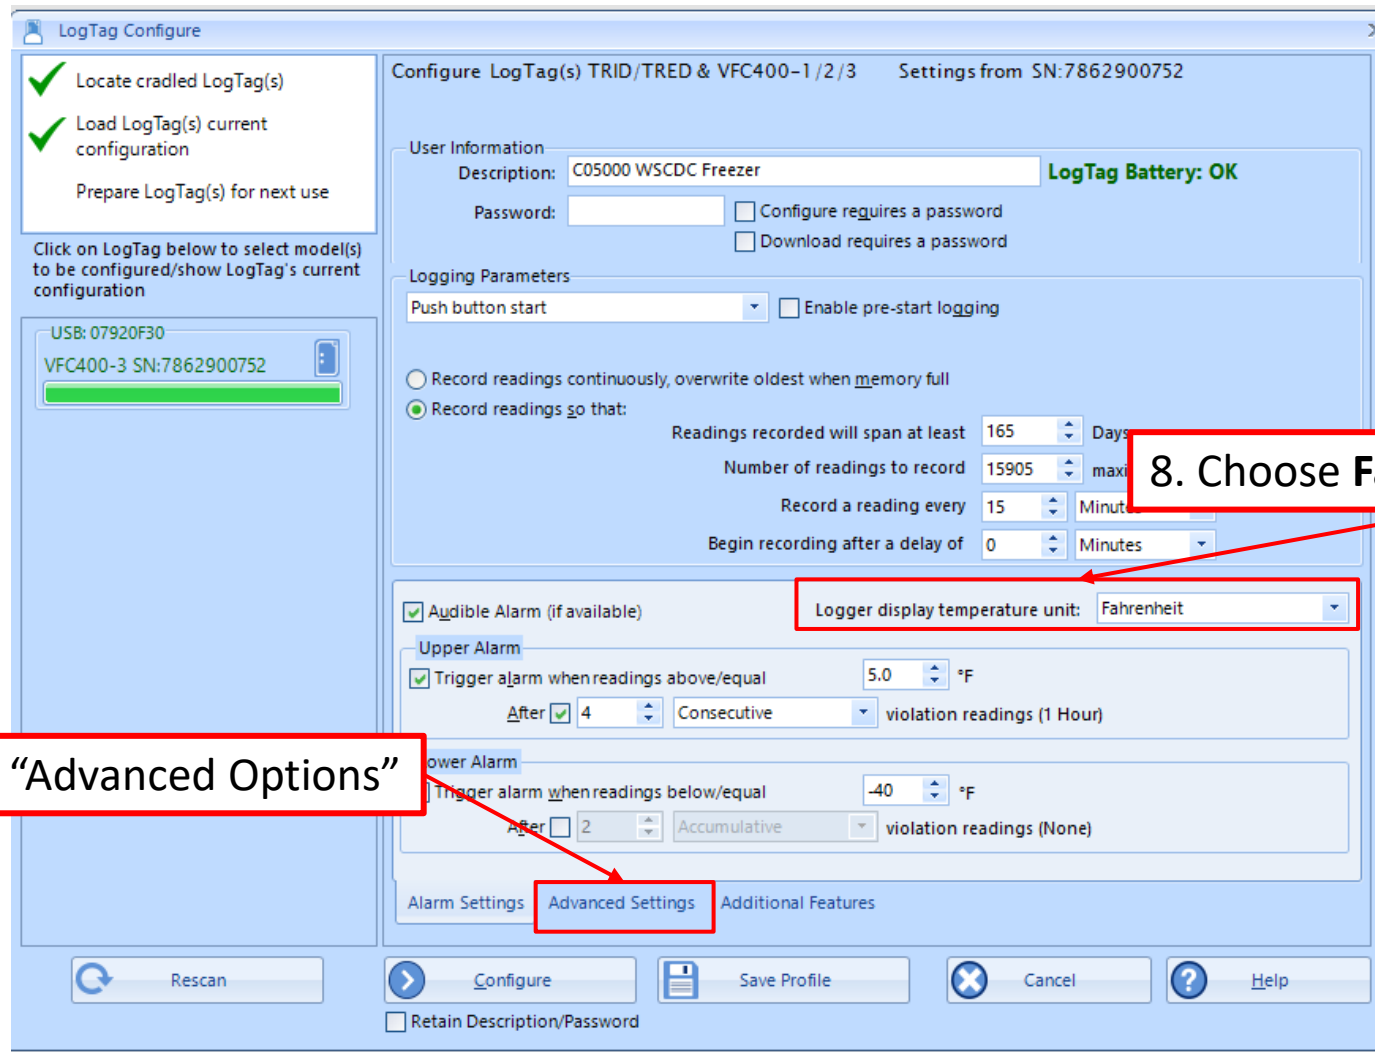 LogTag Configure
Locate cradled LogTag(s)
Load LogTag(s) current
configuration
Prepare LogTag(s) for next use
Click on LogTag below to select model(s)
to be configured/show LogTag's current
configuration
USB: 07920F30
VFC400-3 SN:7862900752
Configure LogTag(s) TRID/TRED & VFC400-1/2/3 Settings from SN:7862900752
User Information
Description: C05000 WSCDC Freezer LogTag Battery: OK
Password: Configure requires a password
Download requires a password
Logging Parameters
Push button start Enable pre-start logging
Record readings continuously, overwrite oldest when memory full
Record readings so that:
Readings recorded will span at least 165 Days
Number of readings to record 15905
8. Choose
Record a reading every 15 Minutes
Begin recording after a delay of 0 Minutes
Audible Alarm (if available) Logger display temperature unit: Fahrenheit
Upper Alarm
Trigger alarm when readings above/equal 5.0 °F
After 4 Consecutive violation readings (1 Hour)
"Advanced Options"
Alarm
Trigger alarm when readings below/equal -40 °F
After 2 Accumulative violation readings (None)
Alarm Settings Advanced Settings Additional Features
Rescan Configure Save Profile Cancel Help
Retain Description/Password